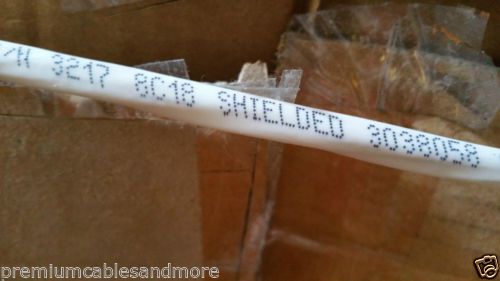 /N 3217 8C18 SHIELDED 3038058
premiumcablesandmore